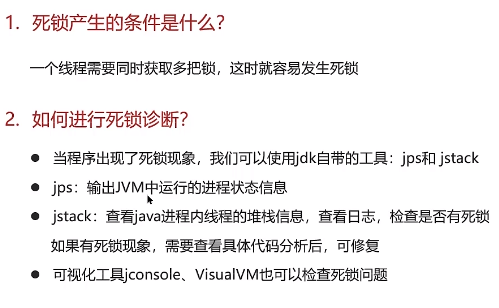 1. 死锁产生的条件是什么?
一个线程需要同时获取多把锁，这时就容易发生死锁
2. 如何进行死锁诊断?
● 当程序出现了死锁现象，我们可以使用jdk自带的工具：jps和 jstack
● jps：输出JVM中运行的进程状态信息
● jstack：查看java进程内线程的堆栈信息，查看日志，检查是否有死锁
如果有死锁现象，需要查看具体代码分析后，可修复
● 可视化工具jconsole、VisualVM也可以检查死锁问题